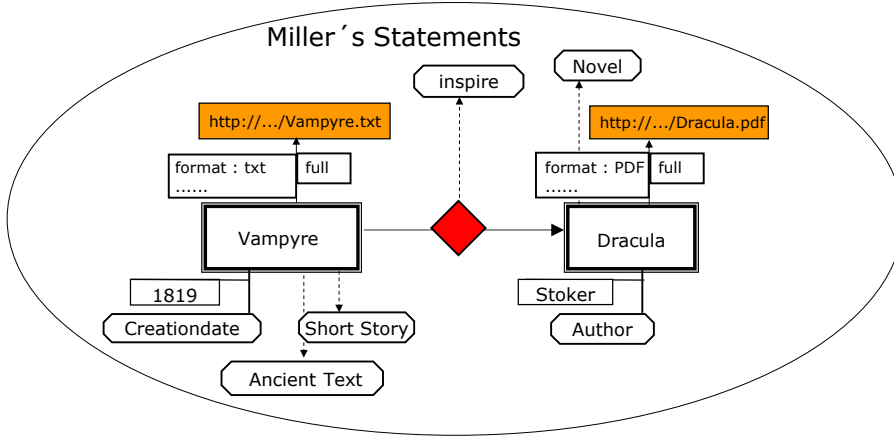 Miller´s Statements
Novel
inspire
http://.../Vampyre.txt
http://.../Dracula.pdf
format : txt
......
full
format : PDF
......
full
Vampyre
Dracula
1819
Stoker
Creationdate
Short Story
Author
Ancient Text